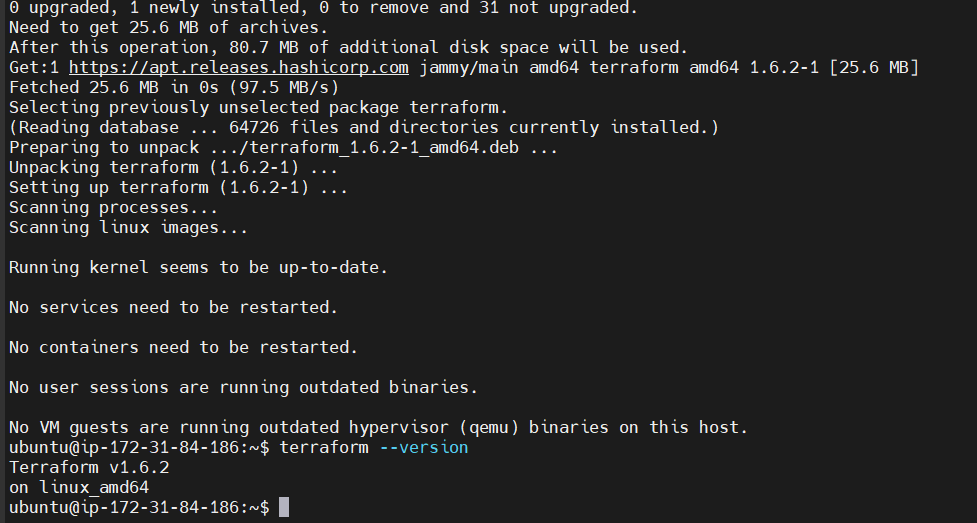 0 upgraded, 1 newly installed, 0 to remove and 31 not upgraded.
Need to get 25.6 MB of archives.
After this operation, 80.7 MB of additional disk space will be used.
Get:1 https://apt.releases.hashicorp.com jammy/main amd64 terraform amd64 1.6.2-1 [25.6 MB]
Fetched 25.6 MB in 0s (97.5 MB/s)
Selecting previously unselected package terraform.
(Reading database ... 64726 files and directories currently installed.)
Preparing to unpack .../terraform_1.6.2-1_amd64.deb ...
Unpacking terraform (1.6.2-1) ...
Setting up terraform (1.6.2-1) ...
Scanning processes...
Scanning linux images...
Running kernel seems to be up-to-date.
No services need to be restarted.
No containers need to be restarted.
No user sessions are running outdated binaries.
No VM guests are running outdated hypervisor (qemu) binaries on this host.
ubuntu@ip-172-31-84-186:~$ terraform --version
Terraform v1.6.2
on linux_amd64
ubuntu@ip-172-31-84-186:~$